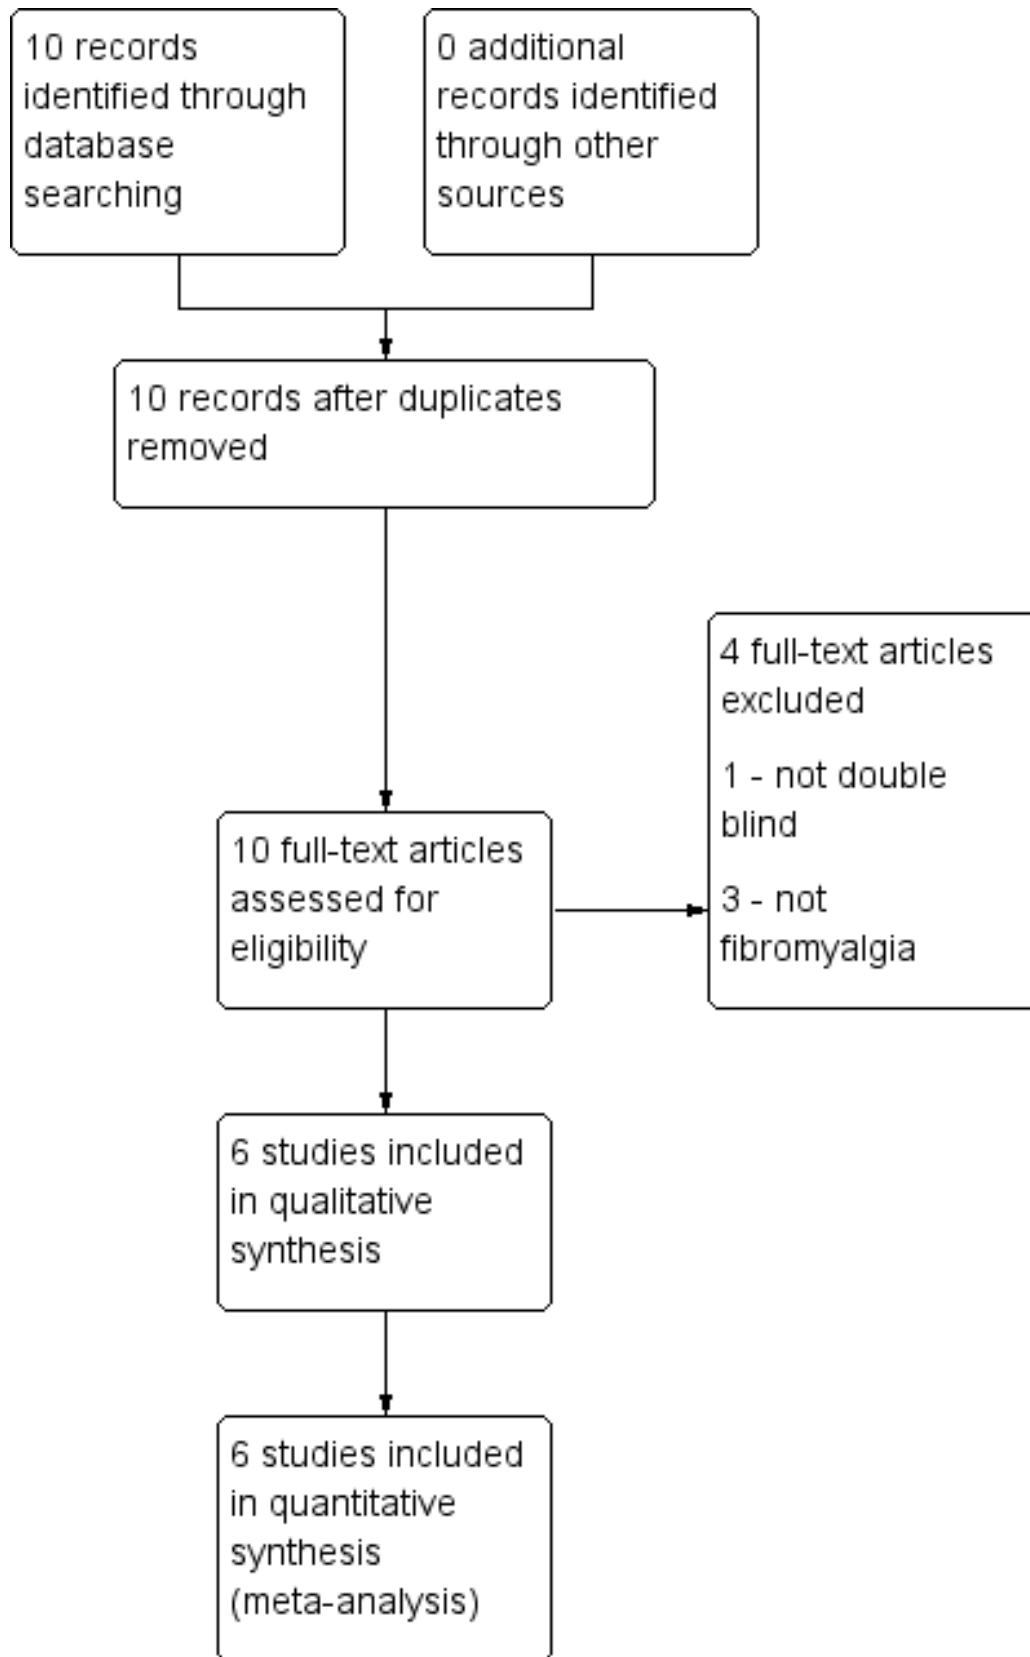 10 records
identified through
database
searching
0 additional
records identified
through other
sources
10 records after duplicates
removed
4 full-text articles
excluded
1 - not double
blind
3 - not
fibromyalgia
10 full-text articles
assessed for
eligibility
6 studies included
in qualitative
synthesis
6 studies included
in quantitative
synthesis
(meta-analysis)